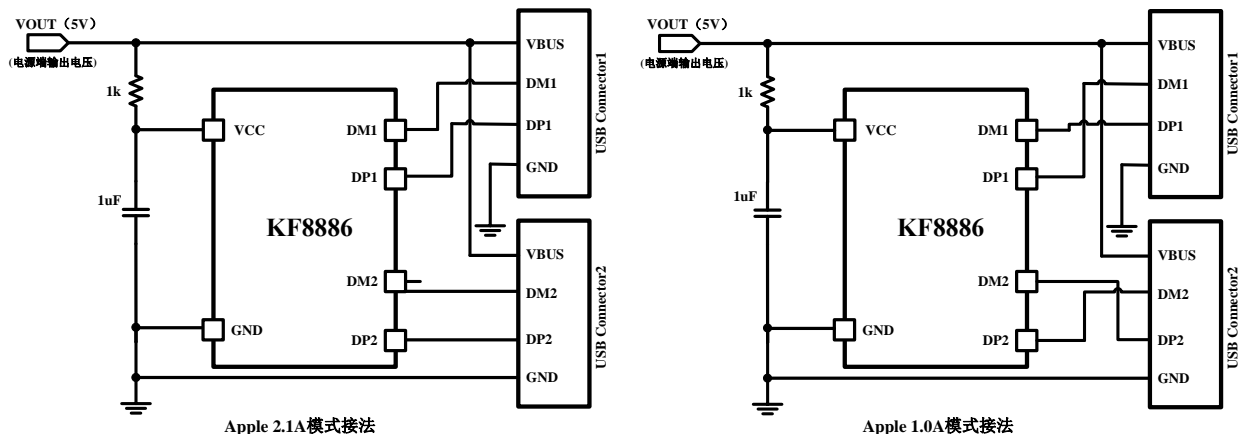 VOUT（5V）
(电源端输出电压)
1k
1uF
VCC
GND
KF8886
DM1
DP1
DM2
DP2
VBUS
DM1
DP1
GND
USB Connector1
VBUS
DM2
DP2
GND
USB Connector2
Apple 2.1A模式接法
VOUT（5V）
(电源端输出电压)
1k
1uF
VCC
GND
KF8886
DM1
DP1
DM2
DP2
VBUS
DM1
DP1
GND
USB Connector1
VBUS
DM2
DP2
GND
USB Connector2
Apple 1.0A模式接法